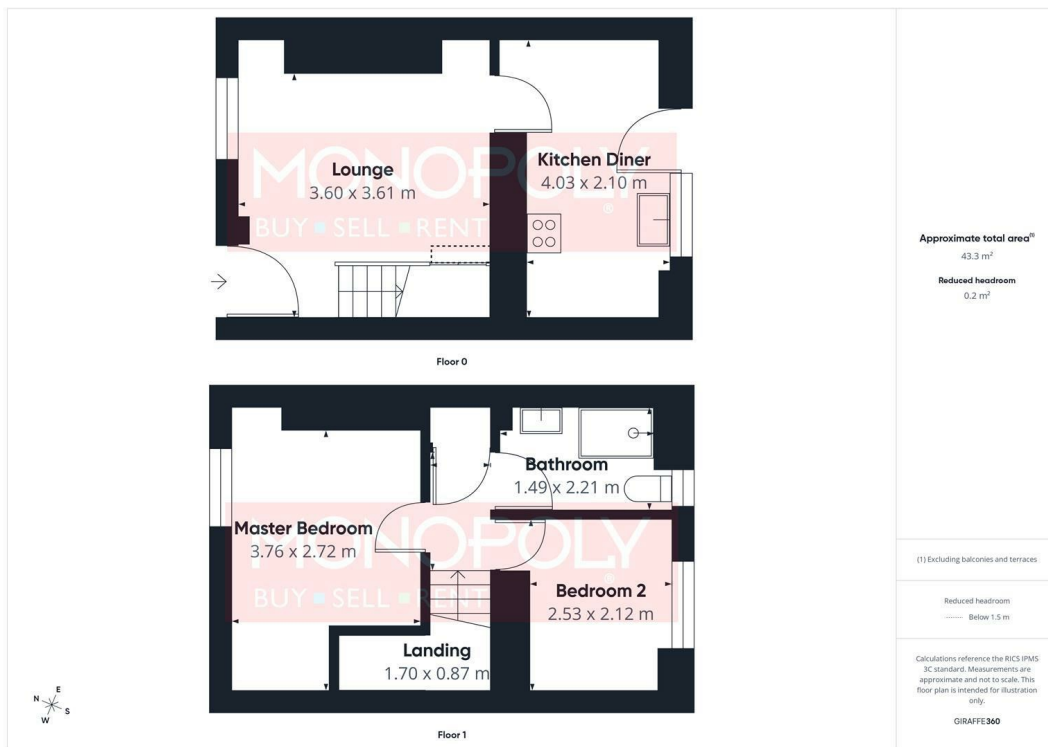 Lounge
3.60 x 3.61 m
Kitchen Diner
4.03 x 2.10 m
MONOPOLY
®
BUY SELL RENT
Floor 0
Bathroom
1.49 x 2.21 m
Master Bedroom
3.76 x 2.72 m
MONOPOLY
®
BUY SELL RENT
Bedroom 2
2.53 x 2.12 m
Landing
1.70 x 0.87 m
Floor 1
N
E
S
W
Approximate total area(1)
43.3 m²
Reduced headroom
0.2 m²
(1) Excluding balconies and terraces
Reduced headroom
------- Below 1.5 m
Calculations reference the RICS IPMS
3C standard. Measurements are
approximate and not to scale. This
floor plan is intended for illustration
only.
GIRAFFE360